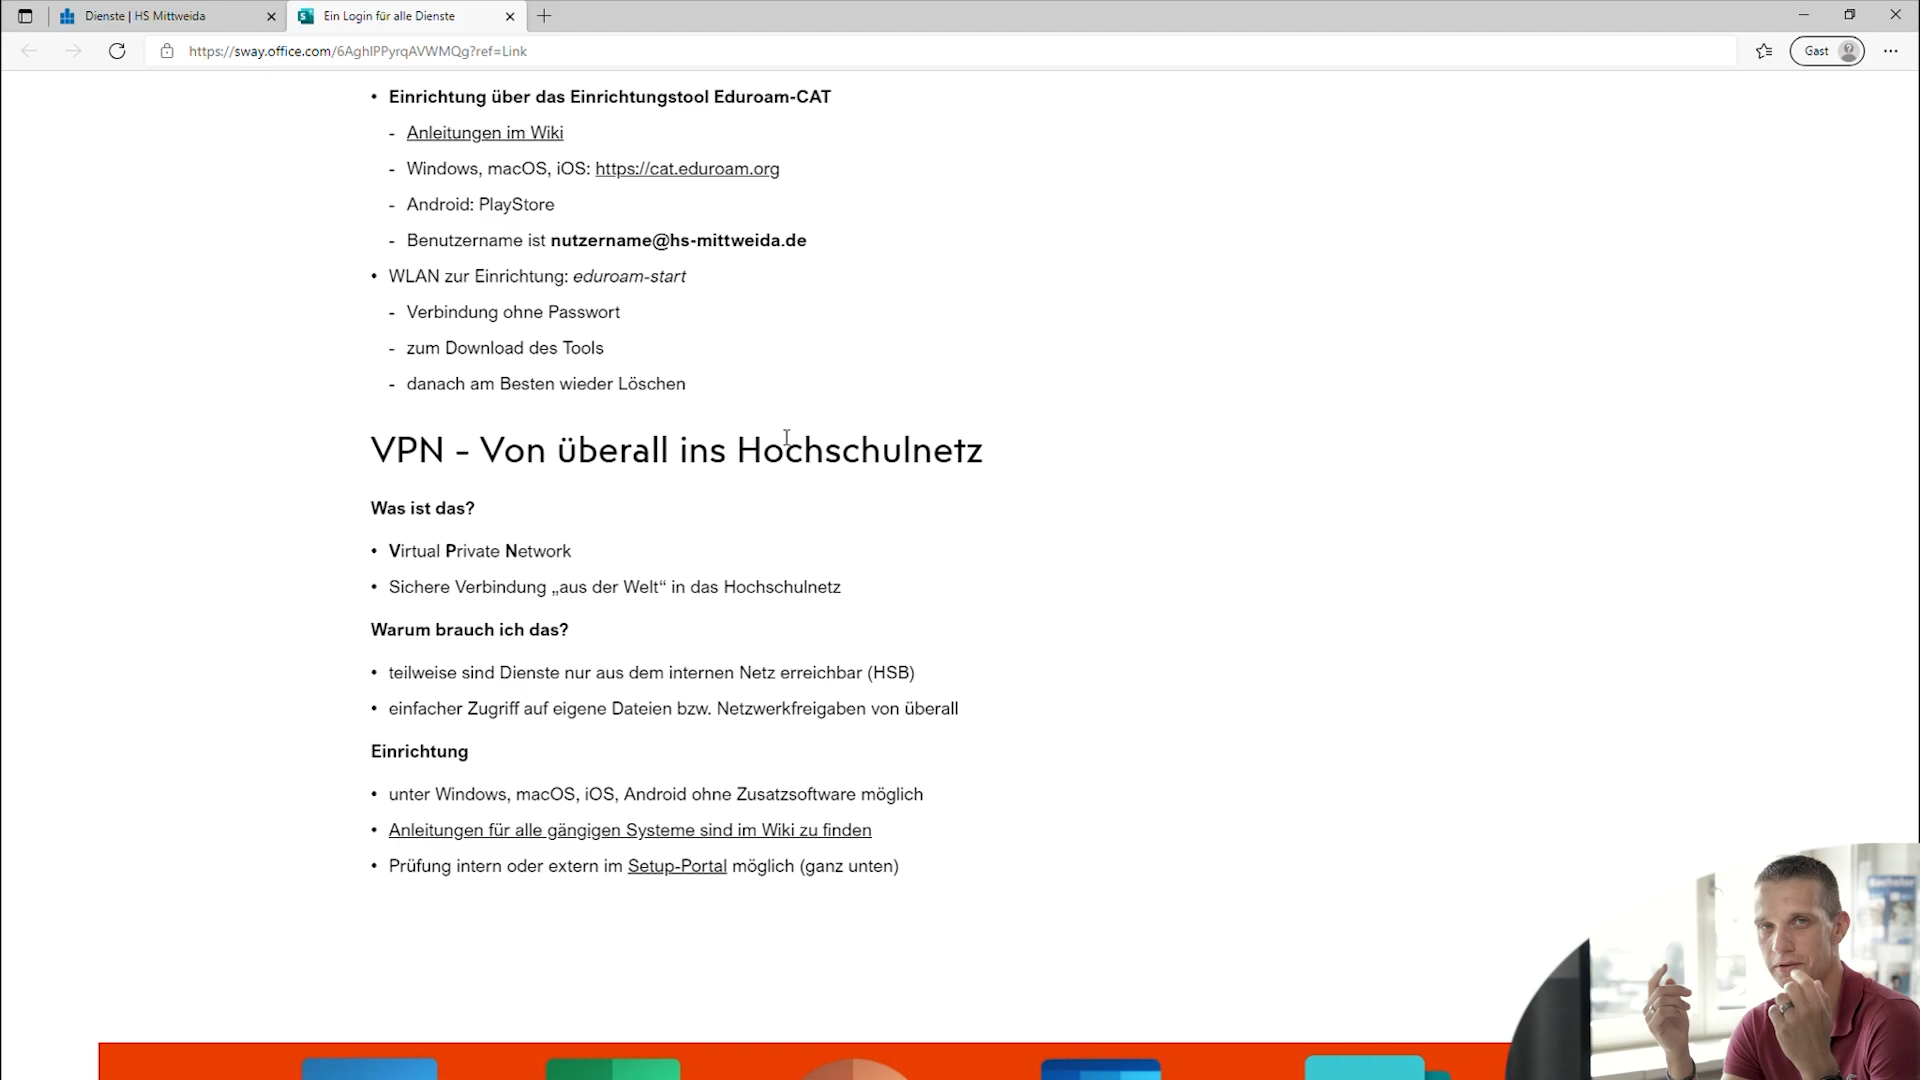 Dienste | HS Mittweida
Ein Login für alle Dienste
https://sway.office.com/6AghlPPyrqAVWMQg?ref=Link
Gast
• Einrichtung über das Einrichtungstool Eduroam-CAT
- Anleitungen im Wiki
- Windows, macOS, iOS: https://cat.eduroam.org
- Android: PlayStore
- Benutzername ist nutzername@hs-mittweida.de
• WLAN zur Einrichtung: eduroam-start
- Verbindung ohne Passwort
- zum Download des Tools
- danach am Besten wieder Löschen
VPN - Von überall ins Hochschulnetz
Was ist das?
• Virtual Private Network
• Sichere Verbindung „aus der Welt“ in das Hochschulnetz
Warum brauch ich das?
• teilweise sind Dienste nur aus dem internen Netz erreichbar (HSB)
• einfacher Zugriff auf eigene Dateien bzw. Netzwerkfreigaben von überall
Einrichtung
• unter Windows, macOS, iOS, Android ohne Zusatzsoftware möglich
• Anleitungen für alle gängigen Systeme sind im Wiki zu finden
• Prüfung intern oder extern im Setup-Portal möglich (ganz unten)